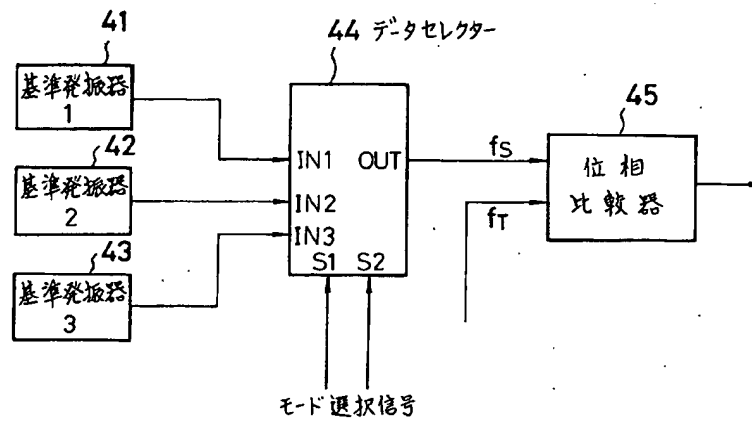 41
基準発振器
1
42
基準発振器
2
43
基準発振器
3
44 データセレクター
IN1 OUT
IN2
IN3
S1 S2
モード選択信号
fS
fT
45
位相
比較器